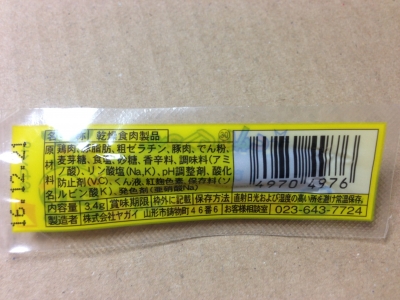 16.12.21
名称 乾燥食肉製品
原 鶏肉、豚脂肪、粗ゼラチン、豚肉、でん粉、
麦芽糖、食塩、砂糖、香辛料、調味料(アミ
ノ酸)、リン酸塩(Na,K)、pH調整剤、酸化
防止剤(V.C)、くん液、紅麹色素、保存料(ソ
ルビン酸K)、発色剤(亜硝酸Na)
内容量 3.4g 賞味期限 枠外に記載 保存方法 直射日光および湿度の高い所を避け常温保存。
製造者 株式会社ヤガイ 山形市鋳物町46番6 お客様相談室 023-643-7724
4970 4976